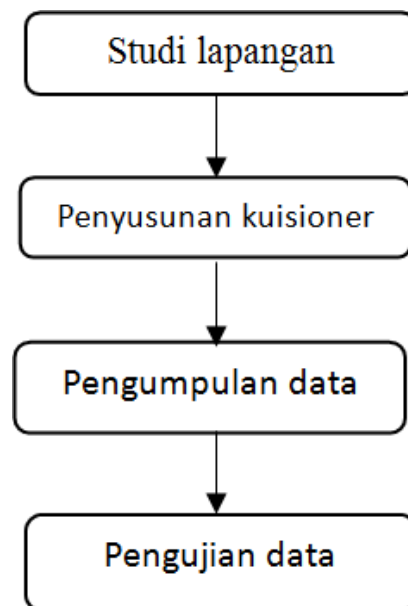 Studi lapangan
Penyusunan kuisioner
Pengumpulan data
Pengujian data